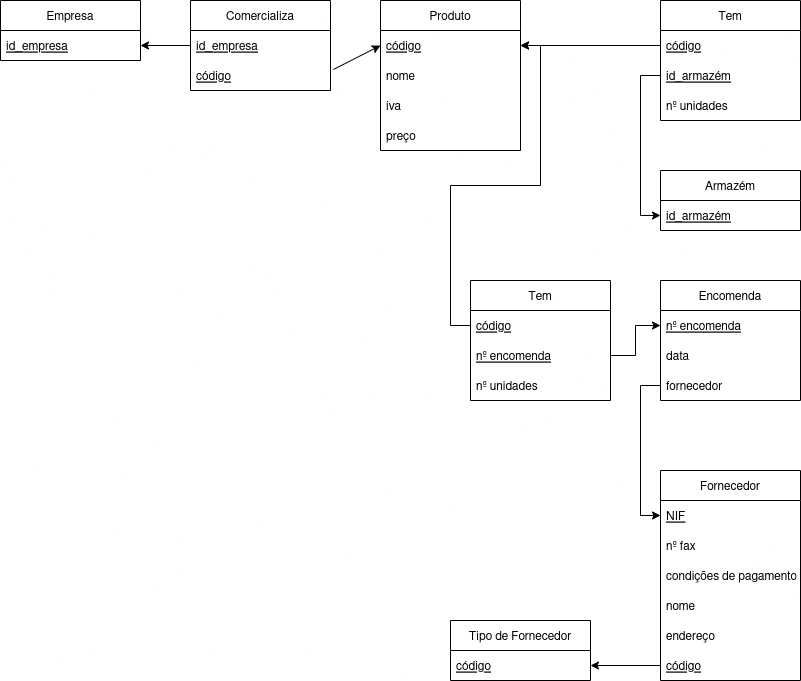 Empresa
id_empresa
Comercializa
id_empresa
código
Produto
código
nome
iva
preço
Tem
código
id_armazém
nº unidades
Armazém
id_armazém
Tem
código
nº encomenda
nº unidades
Encomenda
nº encomenda
data
fornecedor
Fornecedor
NIF
nº fax
condições de pagamento
nome
endereço
código
Tipo de Fornecedor
código